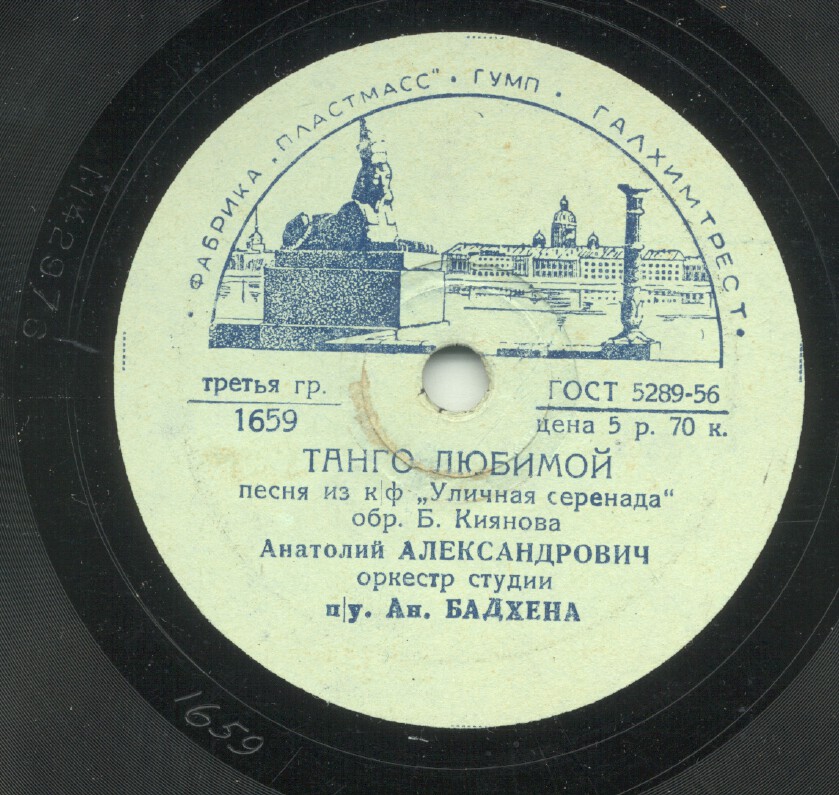 ФАБРИКА „ПЛАСТМАСС“ · ГУМП · ГАЛХИМТРЕСТ
третья гр.
1659
ГОСТ 5289-56
цена 5 р. 70 к.
ТАНГО ЛЮБИМОЙ
песня из к|ф „Уличная серенада“
обр. Б. Киянова
Анатолий АЛЕКСАНДРОВИЧ
оркестр студии
п|у. Ан. БАДХЕНА
1659